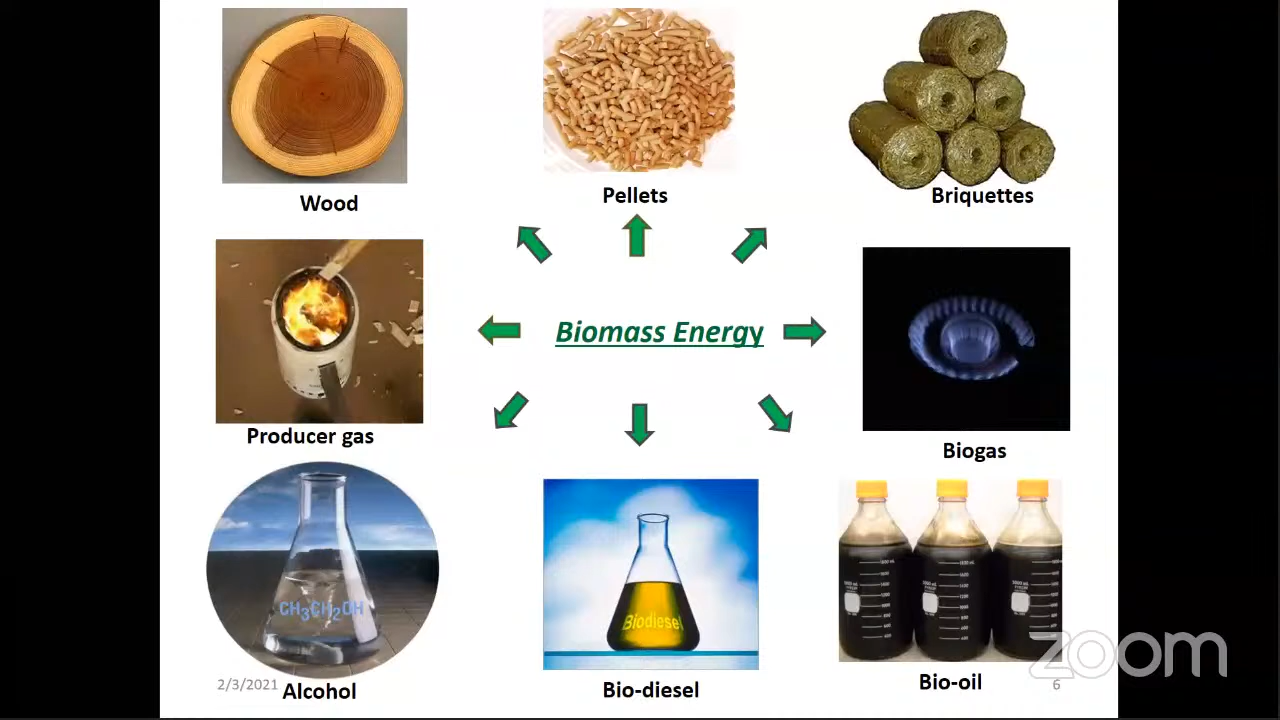 Wood
Pellets
Briquettes
Biomass Energy
Producer gas
Biogas
CH3CH2OH
Biodiesel
2/3/2021
Alcohol
Bio-diesel
Bio-oil
6
zoom